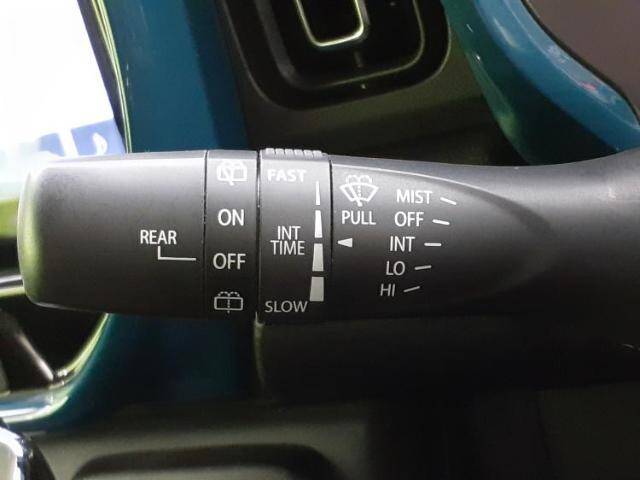 REAR
ON
OFF
FAST
INT
TIME
SLOW
PULL
MIST
OFF
INT
LO
HI